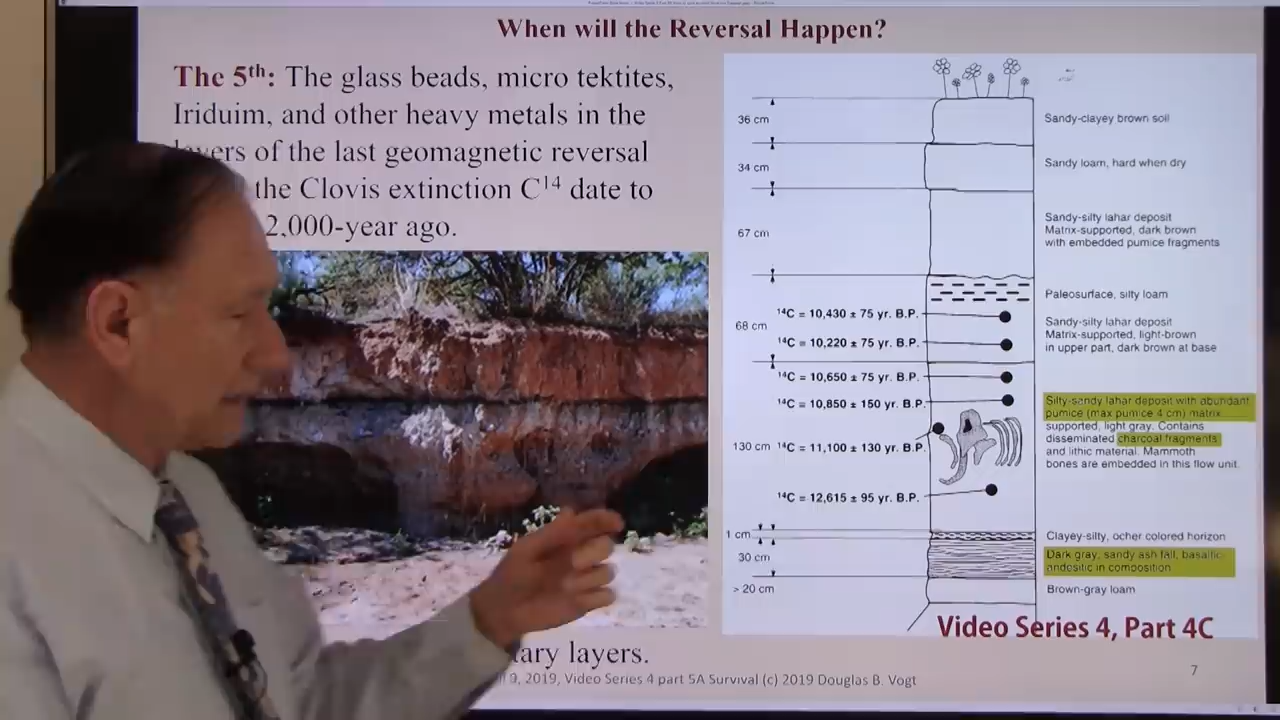 When will the Reversal Happen?
The 5th: The glass beads, micro tektites,
Iriduim, and other heavy metals in the
layers of the last geomagnetic reversal
the Clovis extinction C14 date to
2,000-year ago.
36 cm
Sandy-clayey brown soil
34 cm
Sandy loam, hard when dry
67 cm
Sandy-silty lahar deposit
Matrix-supported, dark brown
with embedded pumice fragments
Paleosurface, silty loam
68 cm
14C = 10,430 ± 75 yr. B.P.
14C = 10,220 ± 75 yr. B.P.
Sandy-silty lahar deposit
Matrix-supported, light-brown
in upper part, dark brown at base
14C = 10,650 ± 75 yr. B.P.
14C = 10,850 ± 150 yr. B.P.
130 cm
14C = 11,100 ± 130 yr. B.P.
14C = 12,615 ± 95 yr. B.P.
Silty-sandy lahar deposit with abundant
pumice (max pumice 4 cm) matrix
supported, light gray. Contains
disseminated charcoal fragments
and lithic material. Mammoth
bones are embedded in this flow unit.
1 cm
Clayey-silty, ocher colored horizon
30 cm
Dark gray, sandy ash fall, basaltic-
andesitic in composition
> 20 cm
Brown-gray loam
Video Series 4, Part 4C
tary layers.
9, 2019, Video Series 4 part 5A Survival (c) 2019 Douglas B. Vogt
7